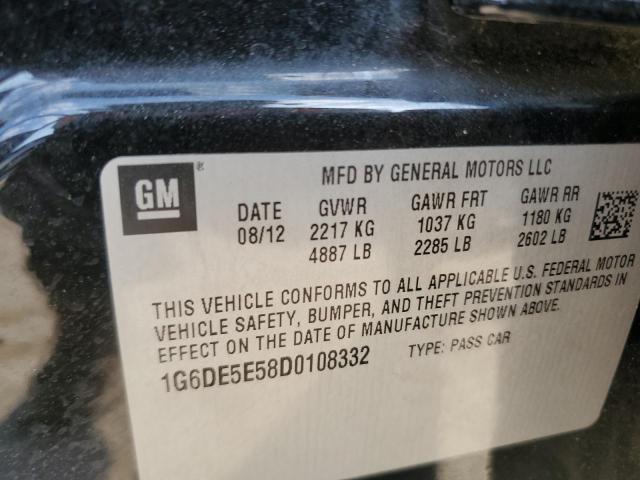 GM®
MFD BY GENERAL MOTORS LLC
DATE GVWR GAWR FRT GAWR RR
08/12 2217 KG 1037 KG 1180 KG
4887 LB 2285 LB 2602 LB
THIS VEHICLE CONFORMS TO ALL APPLICABLE U.S. FEDERAL MOTOR
VEHICLE SAFETY, BUMPER, AND THEFT PREVENTION STANDARDS IN
EFFECT ON THE DATE OF MANUFACTURE SHOWN ABOVE.
1G6DE5E58D0108332 TYPE: PASS CAR